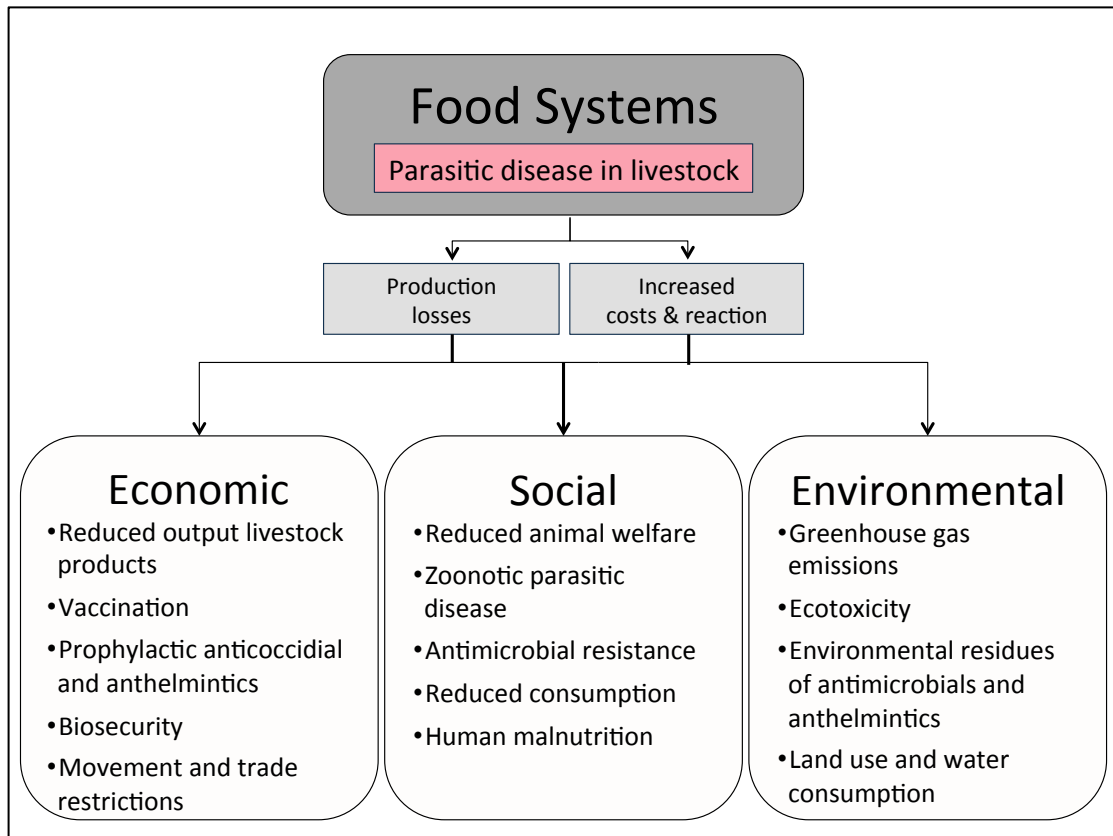 Food Systems
Parasitic disease in livestock
Production
losses
Increased
costs & reaction
Economic
•Reduced output livestock
products
•Vaccination
•Prophylactic anticoccidial
and anthelmintics
•Biosecurity
•Movement and trade
restrictions
Social
•Reduced animal welfare
•Zoonotic parasitic
disease
•Antimicrobial resistance
•Reduced consumption
•Human malnutrition
Environmental
•Greenhouse gas
emissions
•Ecotoxicity
•Environmental residues
of antimicrobials and
anthelmintics
•Land use and water
consumption